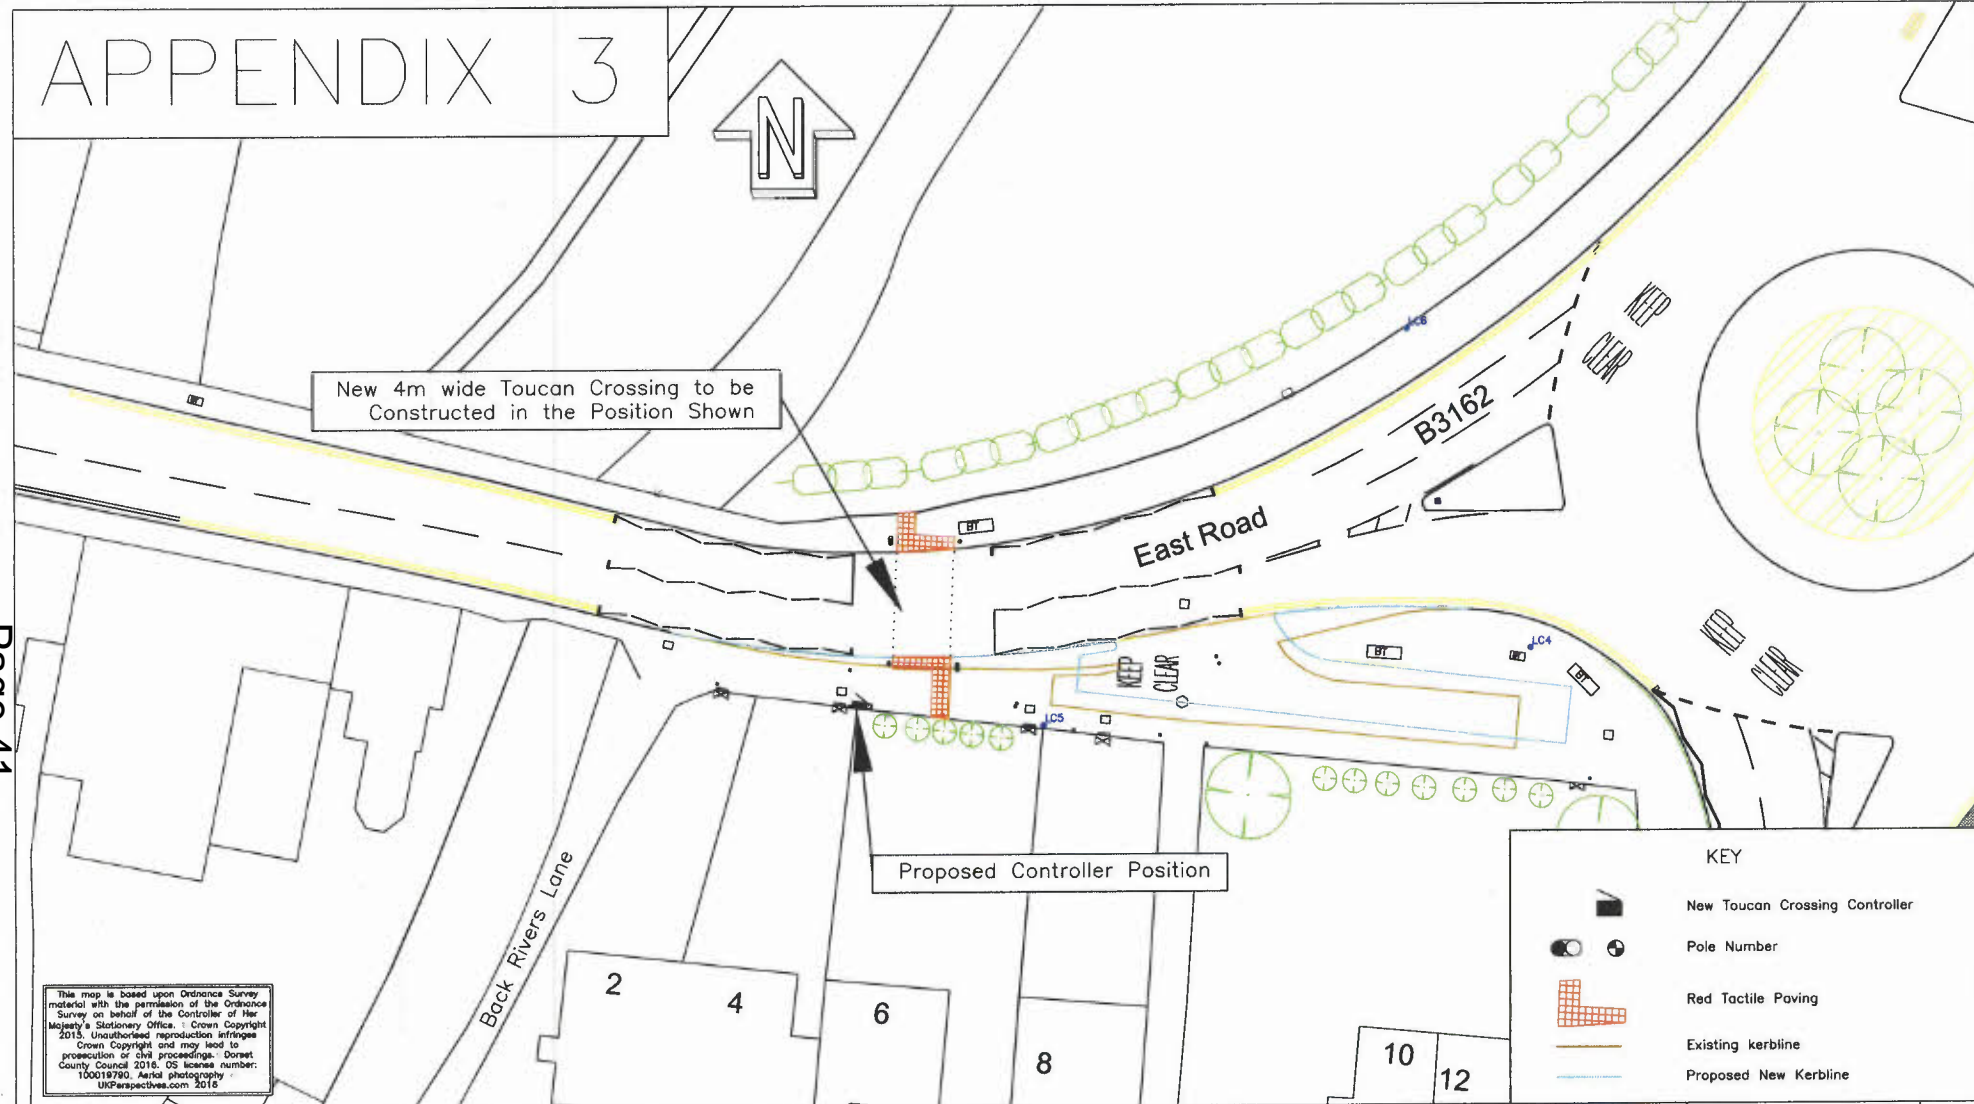 APPENDIX 3
N
New 4m wide Toucan Crossing to be
Constructed in the Position Shown
LC6
KEEP
CLEAR
B3162
East Road
BT
KEEP
CLEAR
BT
BT
LC4
KEEP
CLEAR
LC5
Proposed Controller Position
Back Rivers Lane
2
4
6
8
10
12
KEY
New Toucan Crossing Controller
Pole Number
Red Tactile Paving
Existing kerbline
Proposed New Kerbline
This map is based upon Ordnance Survey
material with the permission of the Ordnance
Survey on behalf of the Controller of Her
Majesty's Stationery Office. Crown Copyright
2015. Unauthorised reproduction infringes
Crown Copyright and may lead to
prosecution or civil proceedings. Dorset
County Council 2016. OS license number:
100019790. Aerial photography
UKPerspectives.com 2016